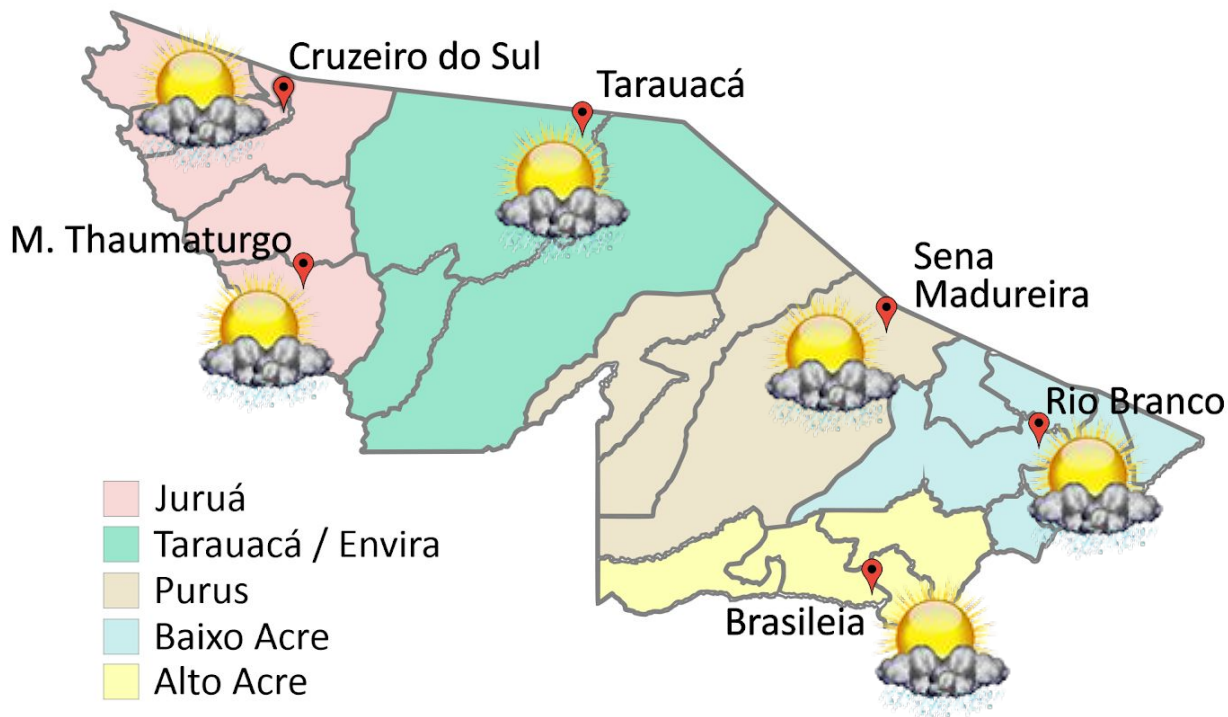 Cruzeiro do Sul
Tarauacá
M. Thaumaturgo
Sena
Madureira
Rio Branco
Brasileia
Juruá
Tarauacá / Envira
Purus
Baixo Acre
Alto Acre